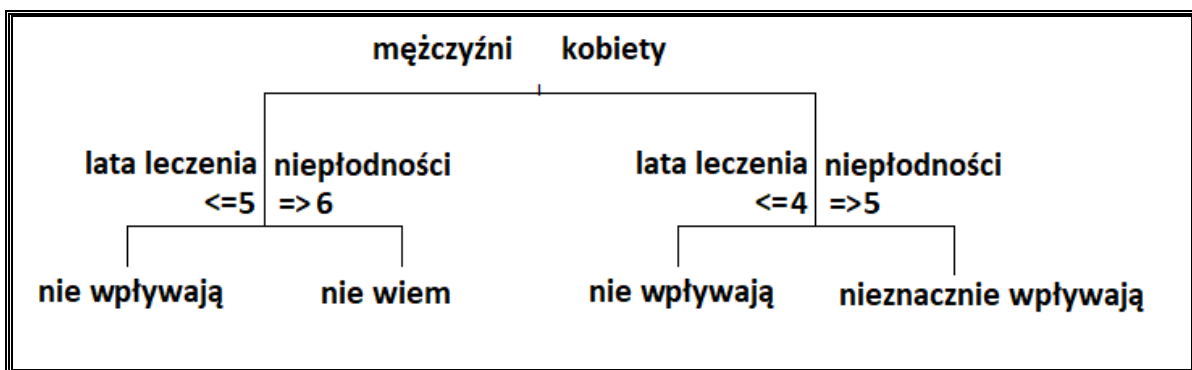 mężczyźni kobiety
lata leczenia niepłodności lata leczenia niepłodności
<=5 =>6 <=4 =>5
nie wpływają nie wiem nie wpływają nieznacznie wpływają